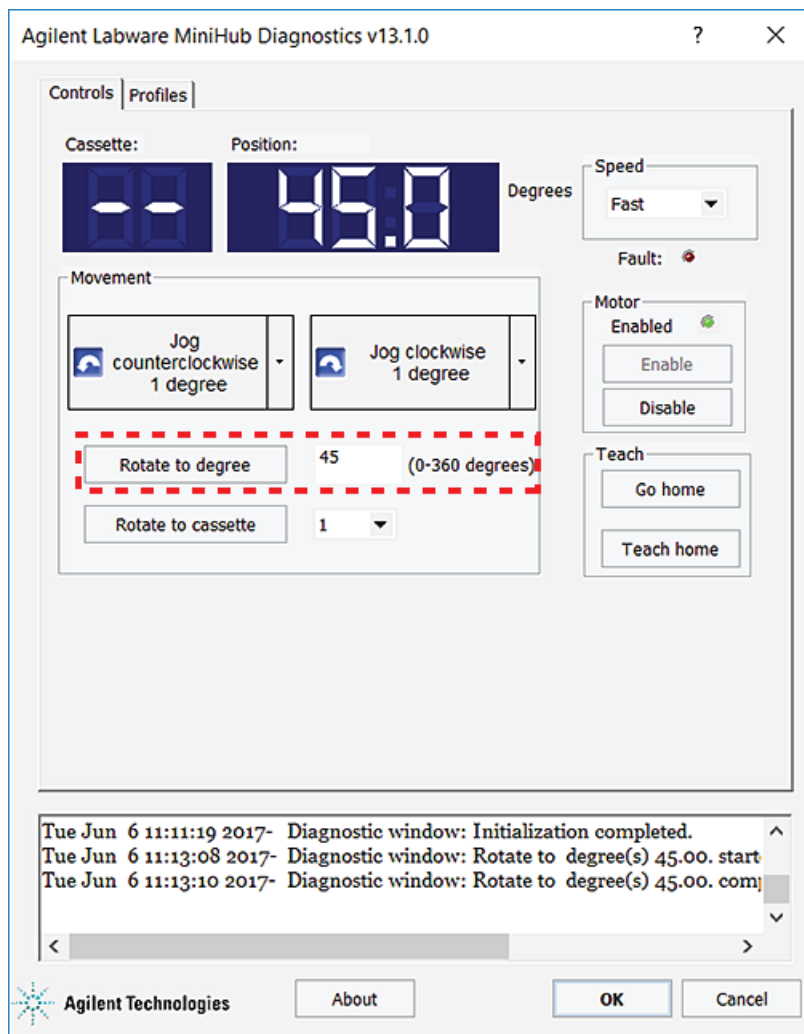 Agilent Labware MiniHub Diagnostics v13.1.0 ?
Controls Profiles
Cassette: Position:
-- 45.0 Degrees
Speed
Fast
Fault:
Movement
Jog
counterclockwise
1 degree
Jog clockwise
1 degree
Motor
Enabled
Enable
Disable
Rotate to degree 45 (0-360 degrees)
Rotate to cassette 1
Teach
Go home
Teach home
Tue Jun 6 11:11:19 2017- Diagnostic window: Initialization completed.
Tue Jun 6 11:13:08 2017- Diagnostic window: Rotate to degree(s) 45.00. start
Tue Jun 6 11:13:10 2017- Diagnostic window: Rotate to degree(s) 45.00. comp
Agilent Technologies About OK Cancel